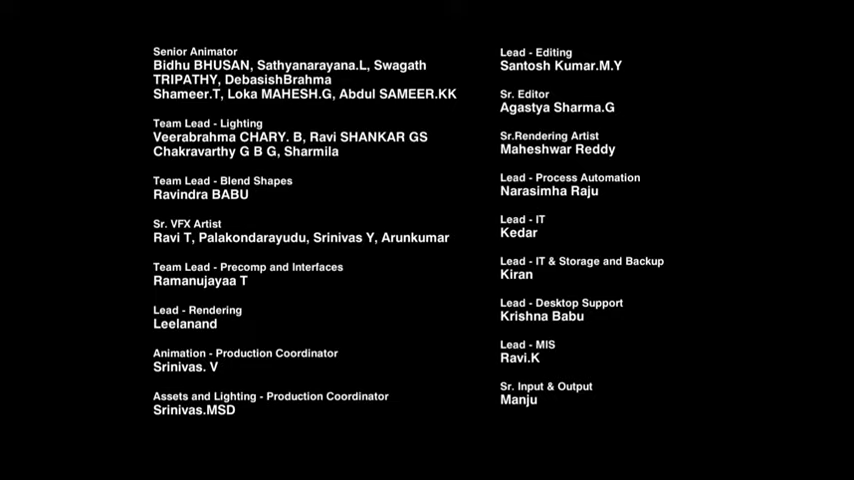 Senior Animator
Bidhu BHUSAN, Sathyanarayana.L, Swagath
TRIPATHY, DebasishBrahma
Shameer.T, Loka MAHESH.G, Abdul SAMEER.KK
Team Lead - Lighting
Veerabrahma CHARY. B, Ravi SHANKAR GS
Chakravarthy G B G, Sharmila
Team Lead - Blend Shapes
Ravindra BABU
Sr. VFX Artist
Ravi T, Palakondarayudu, Srinivas Y, Arunkumar
Team Lead - Precomp and Interfaces
Ramanujayaa T
Lead - Rendering
Leelanand
Animation - Production Coordinator
Srinivas. V
Assets and Lighting - Production Coordinator
Srinivas.MSD
Lead - Editing
Santosh Kumar.M.Y
Sr. Editor
Agastya Sharma.G
Sr.Rendering Artist
Maheshwar Reddy
Lead - Process Automation
Narasimha Raju
Lead - IT
Kedar
Lead - IT & Storage and Backup
Kiran
Lead - Desktop Support
Krishna Babu
Lead - MIS
Ravi.K
Sr. Input & Output
Manju